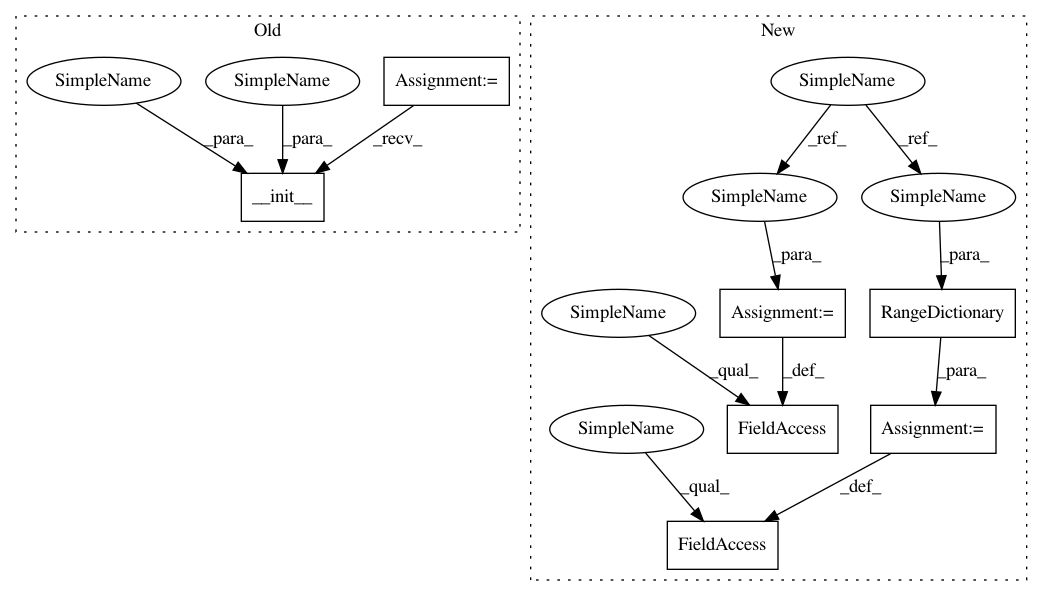 Old
New
SimpleName
SimpleName
Assignment:=
SimpleName
_para_
_para_
_recv_
_ref_
_ref_
__init__
SimpleName
SimpleName
_para_
_para_
SimpleName
Assignment:=
RangeDictionary
_qual_
_def_
_para_
SimpleName
FieldAccess
Assignment:=
_qual_
_def_
FieldAccess